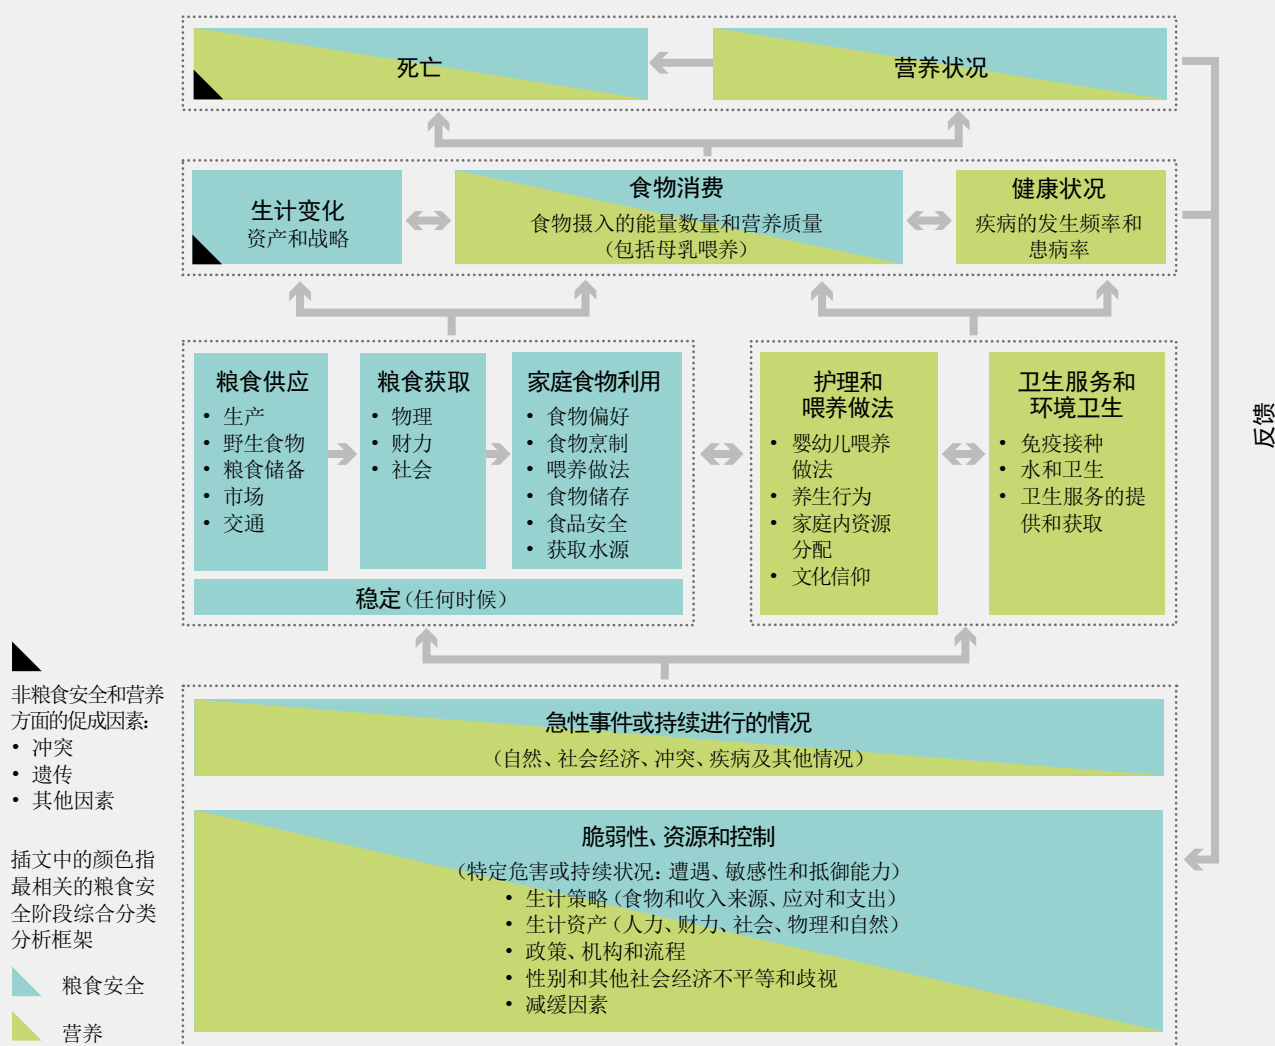 死亡
营养状况
生计变化
资产和战略
食物消费
食物摄入的能量数量和营养质量
（包括母乳喂养）
健康状况
疾病的发生频率和
患病率
粮食供应
• 生产
• 野生食物
• 粮食储备
• 市场
• 交通
粮食获取
• 物理
• 财力
• 社会
家庭食物利用
• 食物偏好
• 食物烹制
• 喂养做法
• 食物储存
• 食品安全
• 获取水源
稳定（任何时候）
护理和
喂养做法
• 婴幼儿喂养
做法
• 养生行为
• 家庭内资源
分配
• 文化信仰
卫生服务和
环境卫生
• 免疫接种
• 水和卫生
• 卫生服务的提
供和获取
反馈
急性事件或持续进行的情况
（自然、社会经济、冲突、疾病及其他情况）
脆弱性、资源和控制
（特定危害或持续状况：遭遇、敏感性和抵御能力）
• 生计策略（食物和收入来源、应对和支出）
• 生计资产（人力、财力、社会、物理和自然）
• 政策、机构和流程
• 性别和其他社会经济不平等和歧视
• 减缓因素
非粮食安全和营养
方面的促成因素：
• 冲突
• 遗传
• 其他因素
插文中的颜色指
最相关的粮食安
全阶段综合分类
分析框架
粮食安全
营养